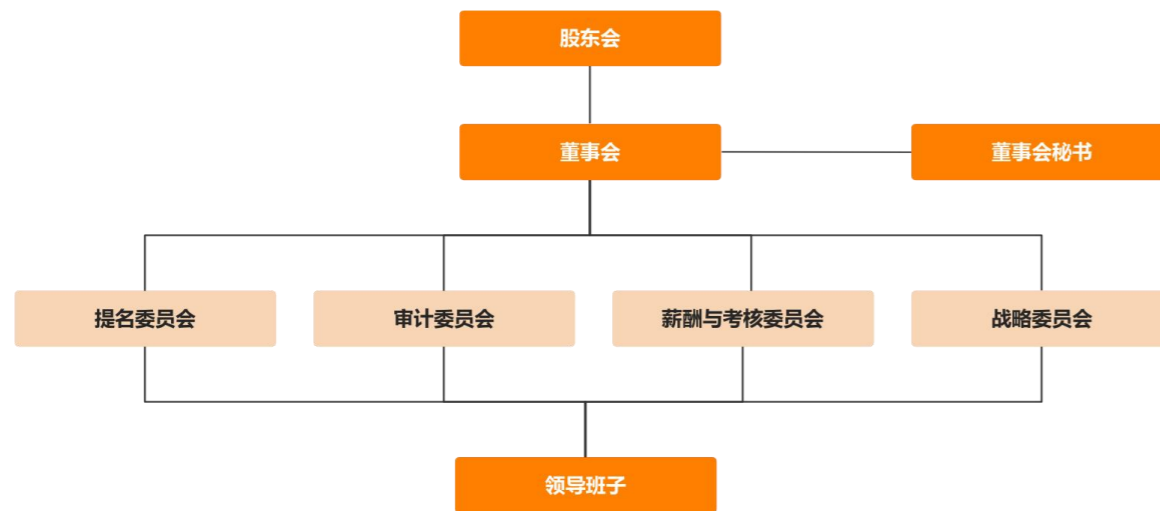 股东会
董事会
董事会秘书
提名委员会
审计委员会
薪酬与考核委员会
战略委员会
领导班子